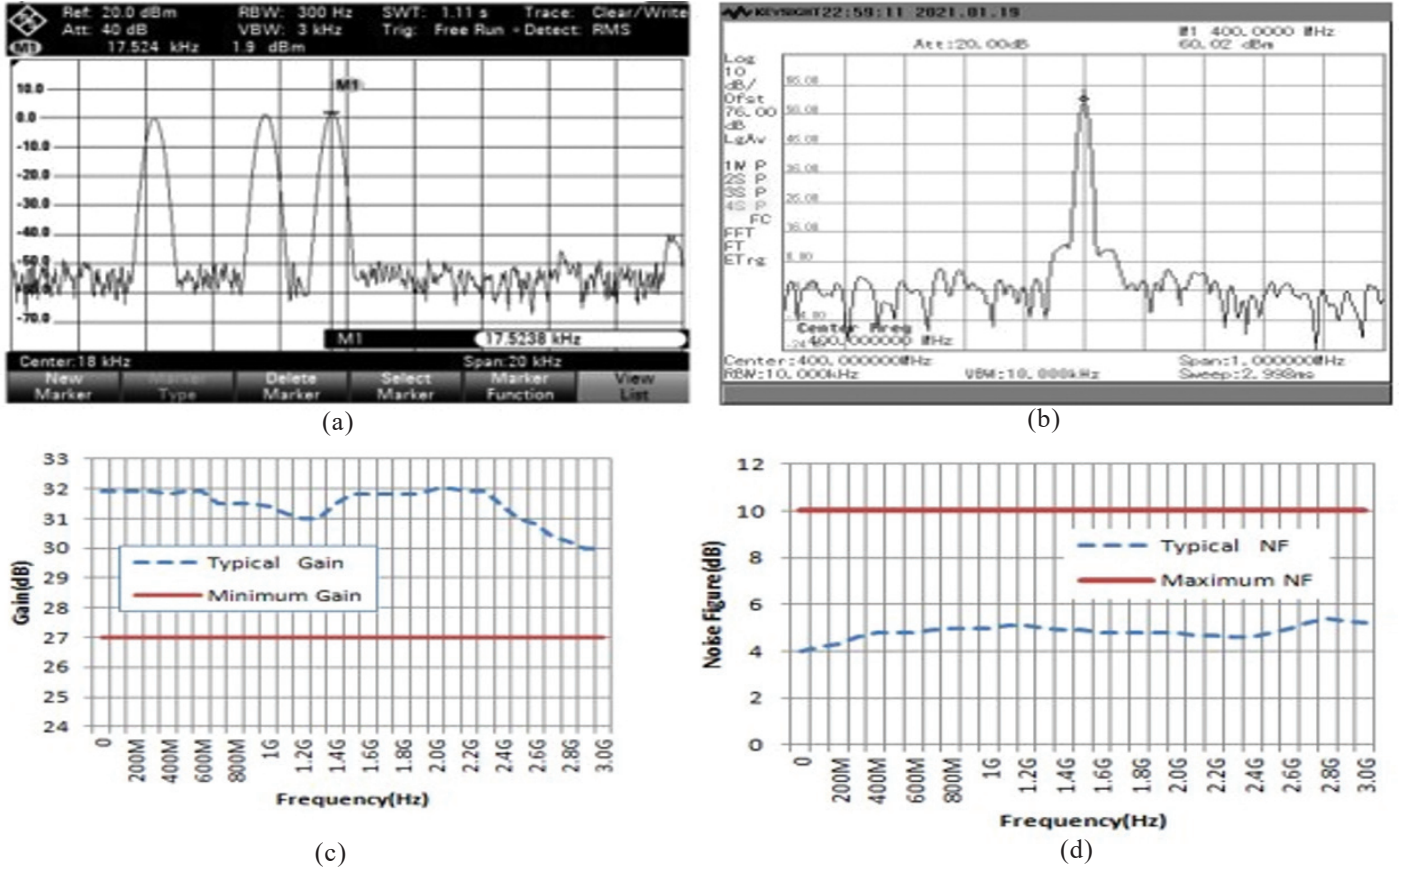 Ref: 20.0 dBm RBW: 300 Hz SWT: 1.11 s Trace: Clear/Write
Att: 40 dB VBW: 3 kHz Trig: Free Run Detect: RMS
M1 17.524 kHz 1.9 dBm
M1
10.0
0.0
-10.0
-20.0
-30.0
-40.0
-50.0
-70.0
M1 17.5238 kHz
Center:18 kHz Span:20 kHz
New Marker
Marker Type
Delete Marker
Select Marker
Marker Function
View List
(a)
KEYSIGHT 22:59:11 2021.01.19
M1 400.0000 MHz
Att:20.00dB 60.02 dBm
Log
10
dB/
Ofst
76.00
dB
LgAv
1W P
2S P
3S P
4S P
FC
FFT
FT
ETrg
Center Freq
400.000000 MHz
Center:400.000000MHz Span:1.000000MHz
RBW:10.000kHz VBW:10.000kHz Sweep:2.998ms
(b)
33
32
31
30
29
28
27
26
25
24
Gain(dB)
Typical Gain
Minimum Gain
0 200M 400M 600M 800M 1G 1.2G 1.4G 1.6G 1.8G 2.0G 2.2G 2.4G 2.6G 2.8G 3.0G
Frequency(Hz)
(c)
12
10
8
6
4
2
0
Noise Figure(dB)
Typical NF
Maximum NF
0 200M 400M 600M 800M 1G 1.2G 1.4G 1.6G 1.8G 2.0G 2.2G 2.4G 2.6G 2.8G 3.0G
Frequency(Hz)
(d)